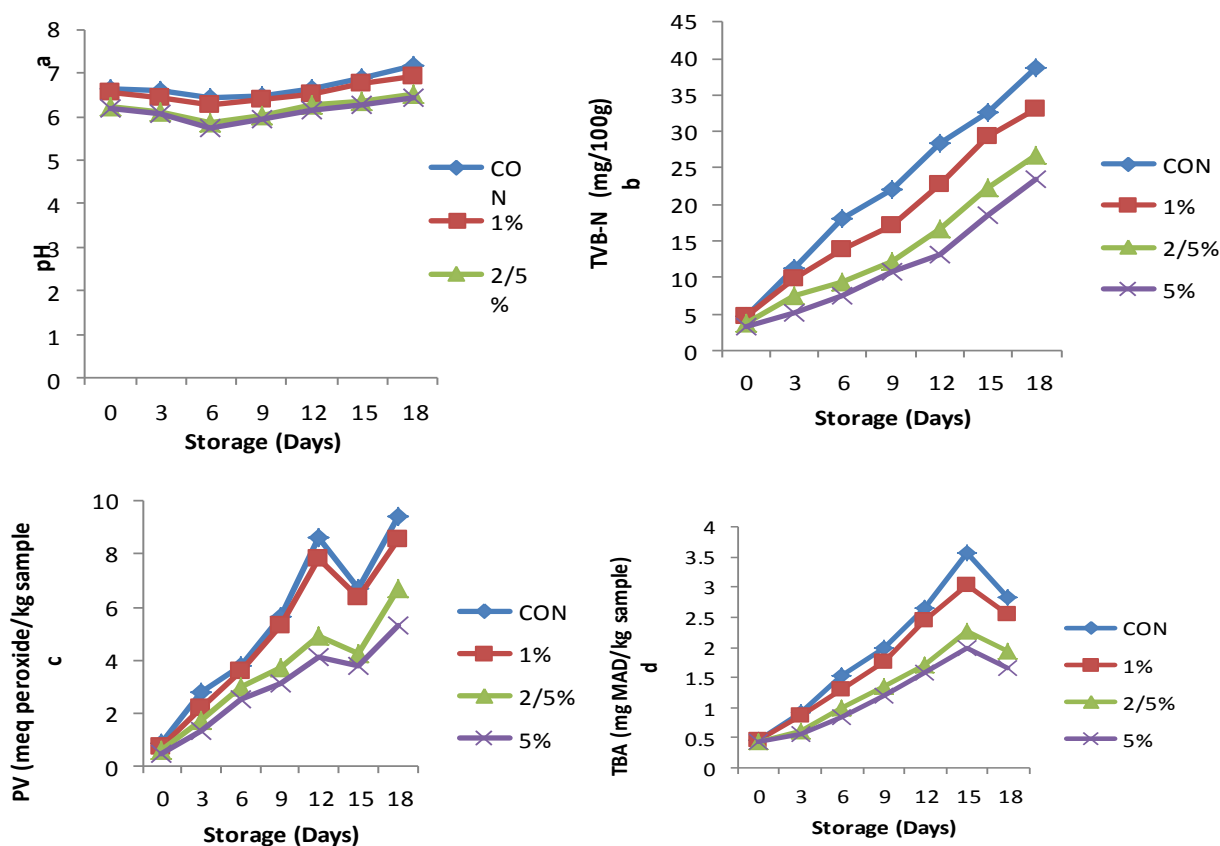 pH a
8
7
6
5
4
3
2
1
0
0 3 6 9 12 15 18
Storage (Days)
CO
N
1%
2/5
%
TVB-N (mg/100g)
b
45
40
35
30
25
20
15
10
5
0
0 3 6 9 12 15 18
Storage (Days)
CON
1%
2/5%
5%
PV (meq peroxide/kg sample
c
10
8
6
4
2
0
0 3 6 9 12 15 18
Storage (Days)
CON
1%
2/5%
5%
TBA (mg MAD/kg sample)
d
4
3.5
3
2.5
2
1.5
1
0.5
0
0 3 6 9 12 15 18
Storage (Days)
CON
1%
2/5%
5%